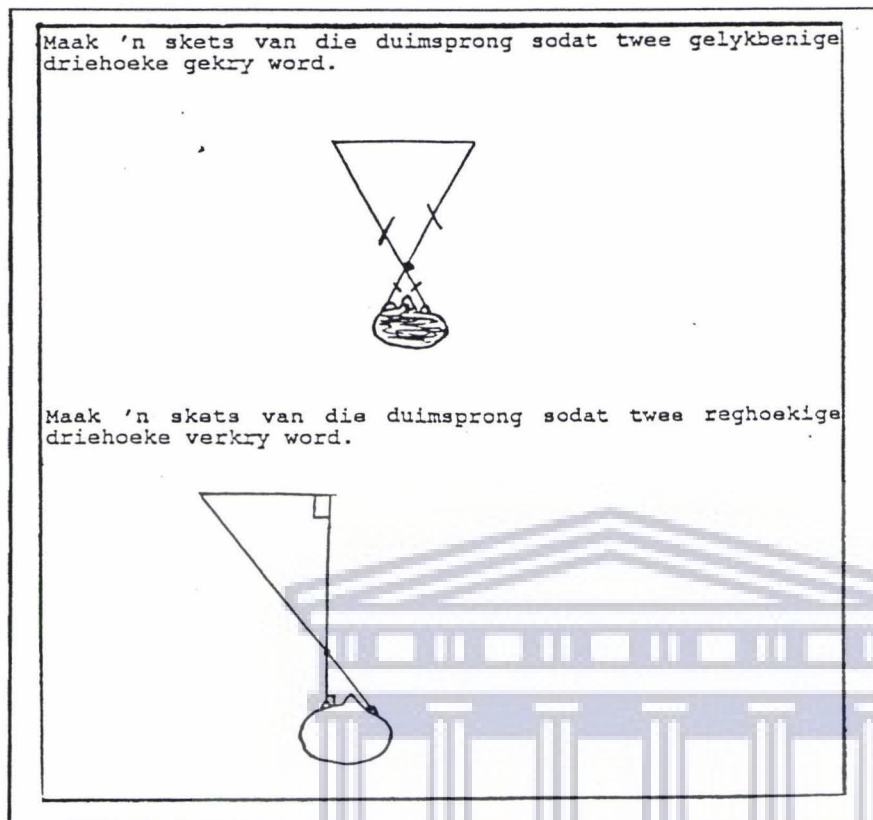 Maak 'n skets van die duimsprong sodat twee gelykbenige
driehoeke gekry word.
Maak 'n skets van die duimsprong sodat twee reghoekige
driehoeke verkry word.